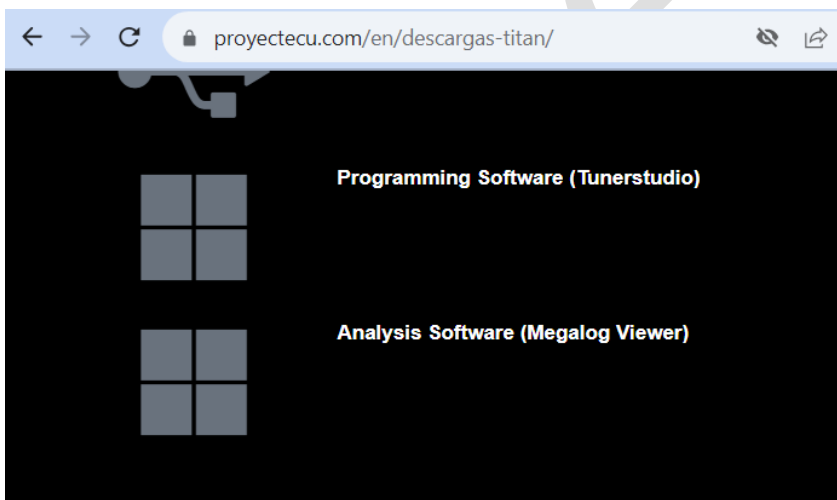 proyectecu.com/en/descargas-titan/
Programming Software (Tunerstudio)
Analysis Software (Megalog Viewer)